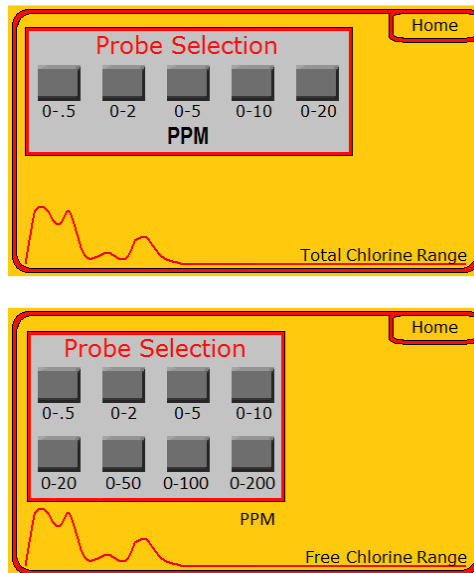 Home
Probe Selection
0-.5 0-2 0-5 0-10 0-20
PPM
Total Chlorine Range
Home
Probe Selection
0-.5 0-2 0-5 0-10
0-20 0-50 0-100 0-200
PPM
Free Chlorine Range